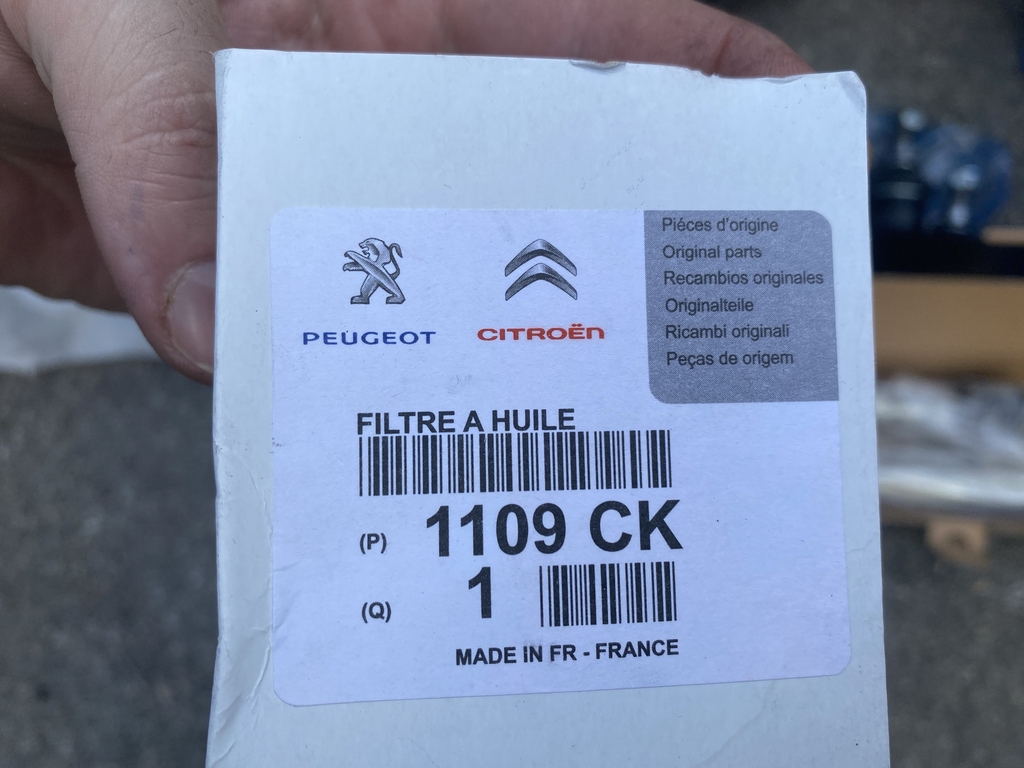 PEUGEOT
CITROËN
Piéces d'origine
Original parts
Recambios originales
Originalteile
Ricambi originali
Peças de origem
FILTRE A HUILE
(P) 1109 CK
(Q) 1
MADE IN FR - FRANCE